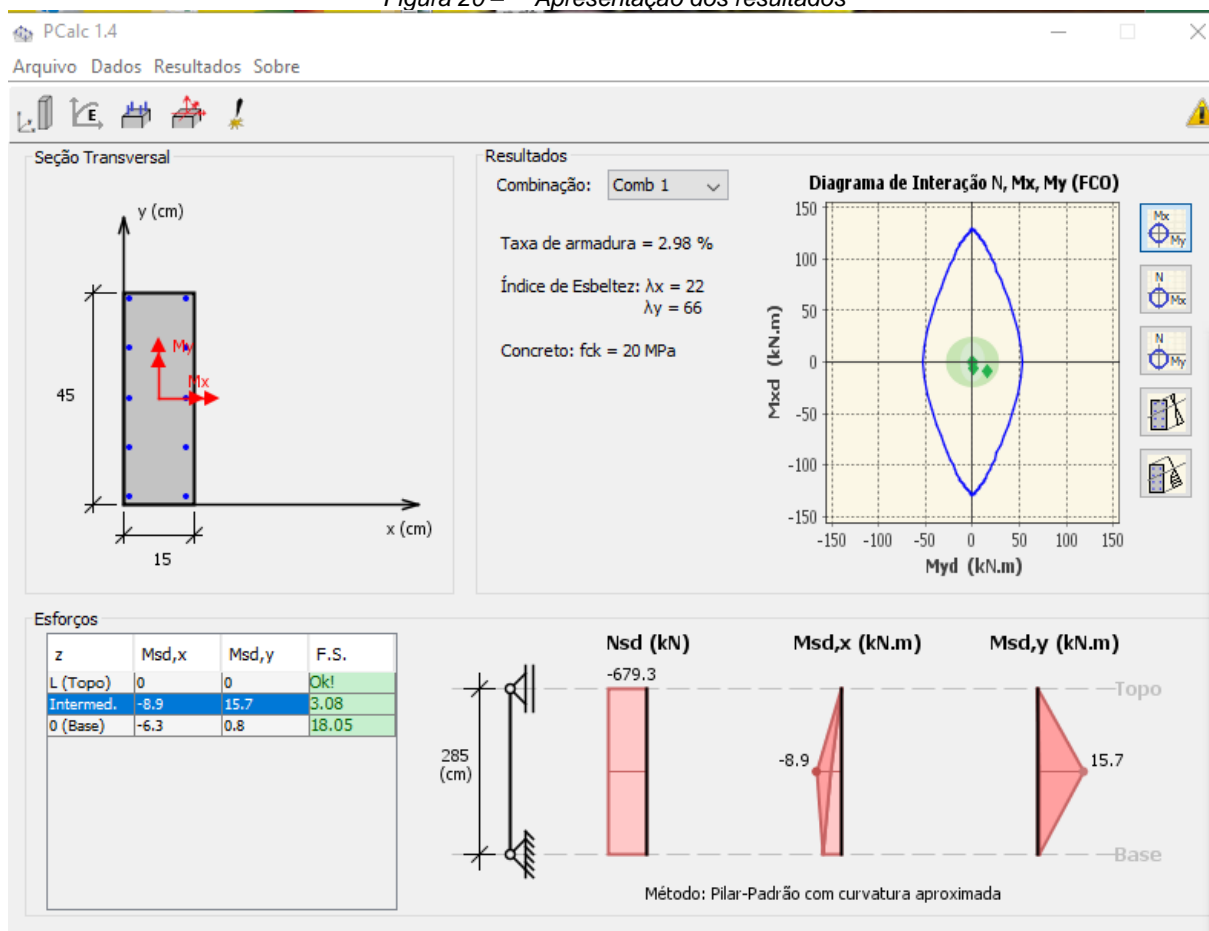 Figura 20 – Apresentação dos resultados
PCalc 1.4
Arquivo Dados Resultados Sobre
E
Seção Transversal
y (cm)
My
Mx
45
x (cm)
15
Resultados
Combinação: Comb 1
Taxa de armadura = 2.98 %
Índice de Esbeltez: λx = 22
λy = 66
Concreto: fck = 20 MPa
Diagrama de Interação N, Mx, My (FCO)
150
100
50
0
-50
-100
-150
Mxd (kN.m)
-150 -100 -50 0 50 100 150
Myd (kN.m)
Mx
My
N
Mx
N
My
Esforços
z Msd,x Msd,y F.S.
L (Topo) 0 0 Ok!
Intermed. -8.9 15.7 3.08
0 (Base) -6.3 0.8 18.05
285
(cm)
Nsd (kN) Msd,x (kN.m) Msd,y (kN.m)
-679.3
Topo
-8.9 15.7
Base
Método: Pilar-Padrão com curvatura aproximada